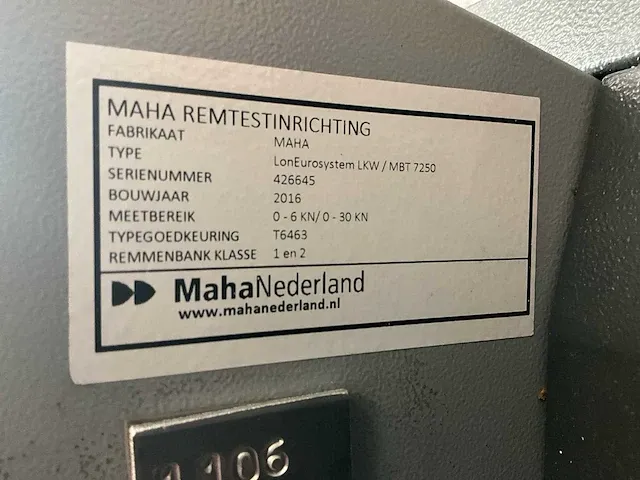 MAHA REMTESTINRICHTING
FABRIKAAT MAHA
TYPE LonEurosystem LKW / MBT 7250
SERIENUMMER 426645
BOUWJAAR 2016
MEETBEREIK 0 - 6 KN/ 0 - 30 KN
TYPEGOEDKEURING T6463
REMMENBANK KLASSE 1 en 2
MahaNederland
www.mahanederland.nl
106